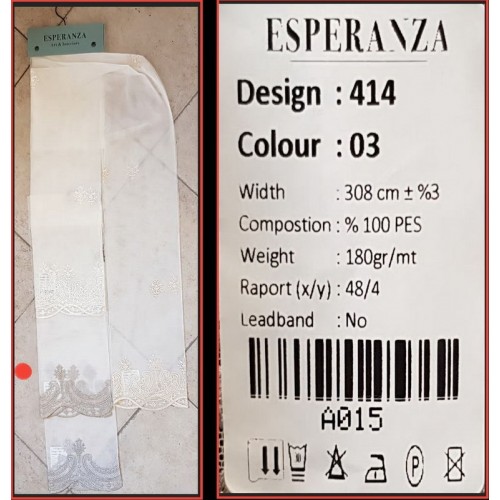 ESPERANZA
ESPERANZA
Design : 414
Colour : 03
Width : 308 cm ± %3
Compostion : % 100 PES
Weight : 180gr/mt
Raport (x/y) : 48/4
Leadband : No
A015
P